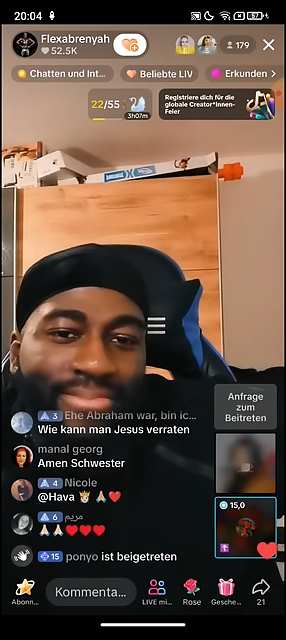 20:04
57
Flexabrenyah
52.5K
179
Chatten und Int...
Beliebte LIV
Erkunden
22/55
3h07m
Registriere dich für die
globale Creator*innen-
Feier
3 Ehe Abraham war, bin ic...
Wie kann man Jesus verraten
manal georg
Amen Schwester
4 Nicole
@Hava
6 مريم
15 ponyo ist beigetreten
Anfrage
zum
Beitreten
15,0
Abonn...
Kommenta...
LIVE mi...
Rose
Gesche...
21